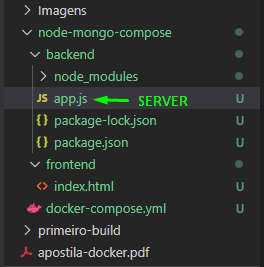 Imagens
node-mongo-compose
backend
node_modules
JS app.js SERVER U
{} package-lock.json U
{} package.json U
frontend
<> index.html U
docker-compose.yml U
primeiro-build
apostila-docker.pdf